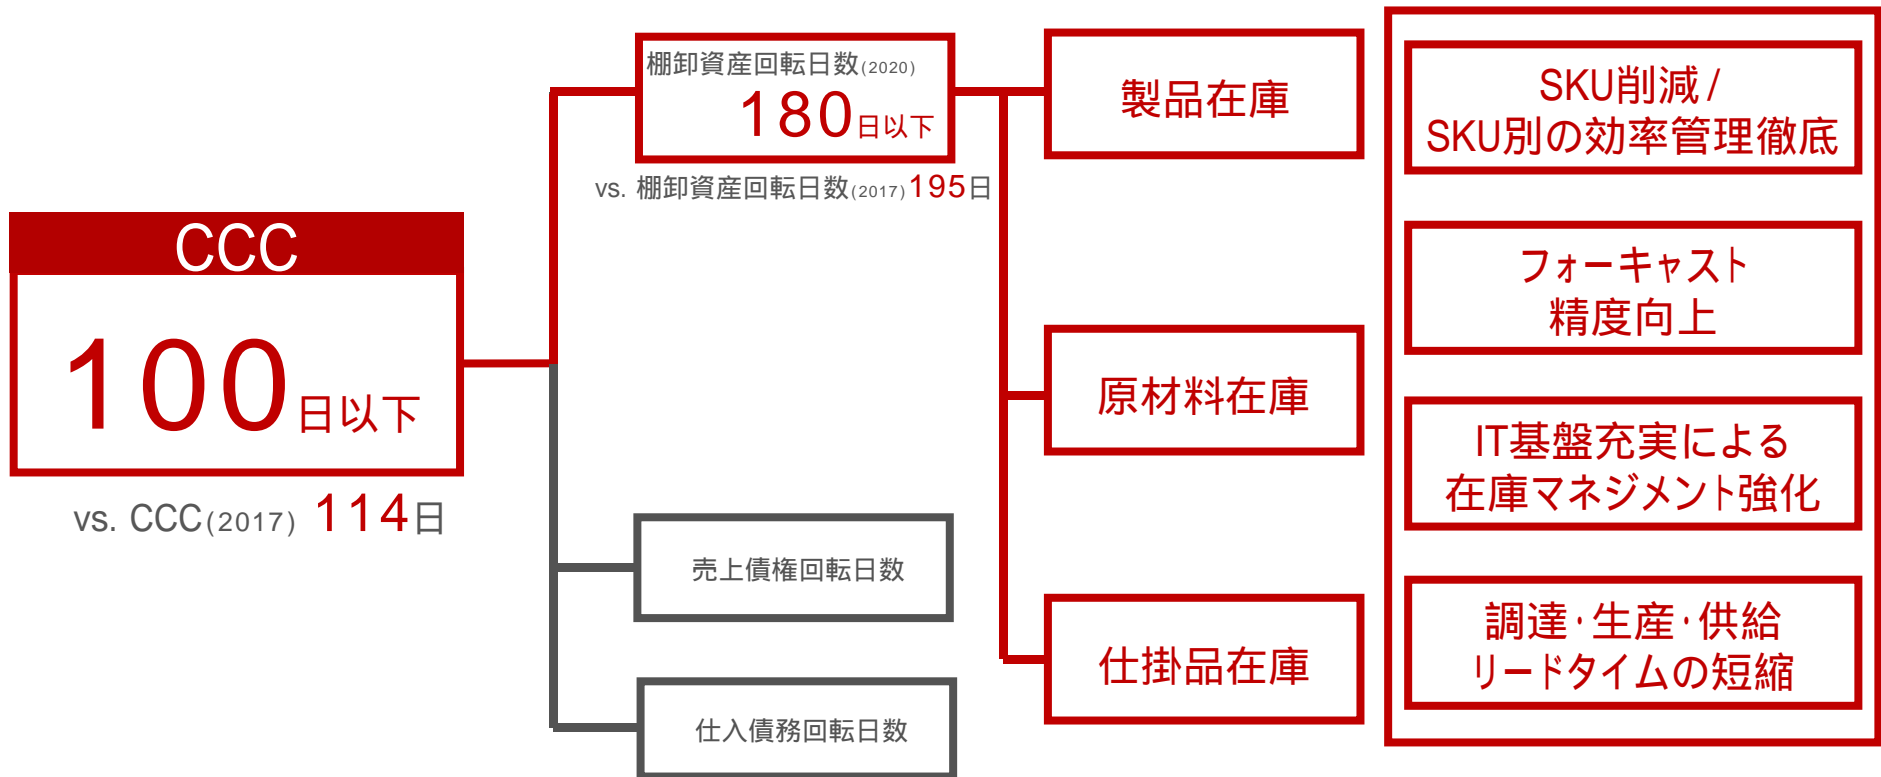 CCC
100日以下
vs. CCC(2017) 114日
棚卸資産回転日数(2020)
180日以下
vs. 棚卸資産回転日数(2017)195日
売上債権回転日数
仕入債務回転日数
製品在庫
原材料在庫
仕掛品在庫
SKU削減/
SKU別の効率管理徹底
フォーキャスト
精度向上
IT基盤充実による
在庫マネジメント強化
調達・生産・供給
リードタイムの短縮